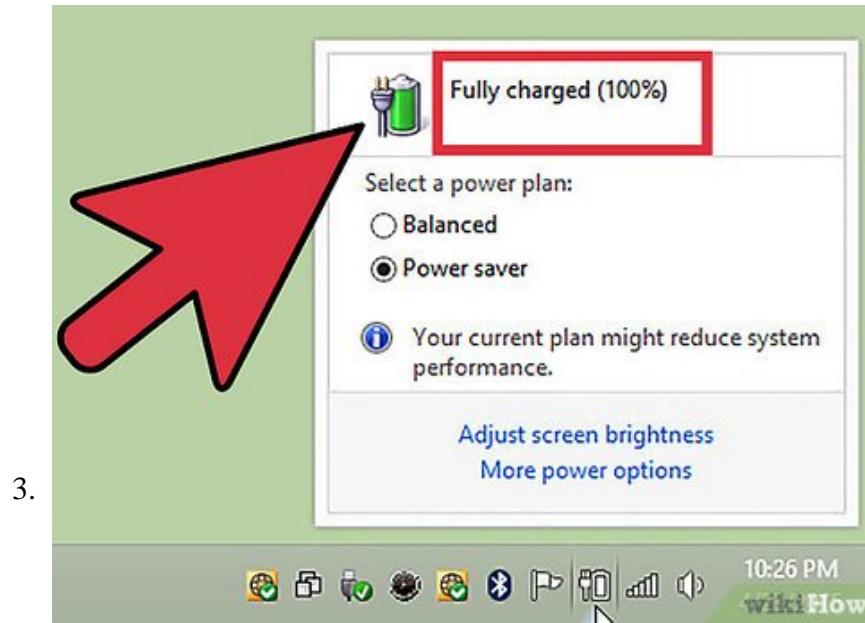 Fully charged (100%)
Select a power plan:
Balanced
Power saver
Your current plan might reduce system
performance.
Adjust screen brightness
More power options
3.
10:26 PM
wikiHow